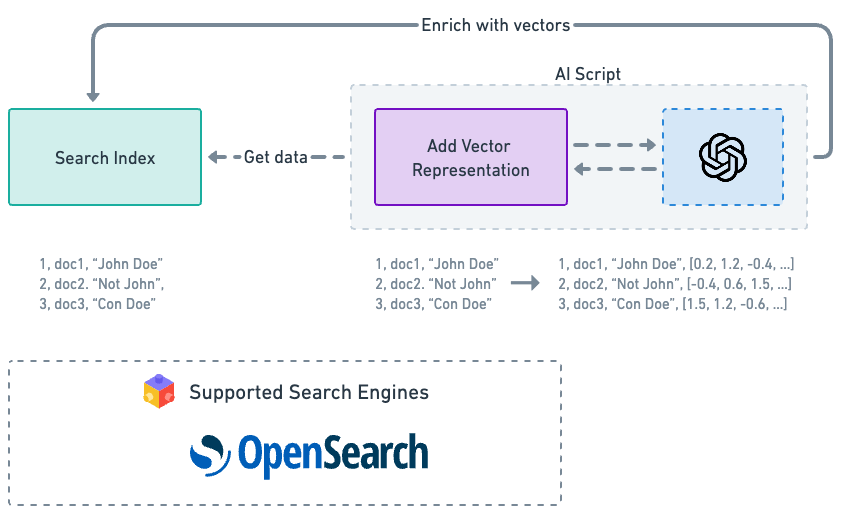 Enrich with vectors
AI Script
Search Index
Get data
Add Vector
Representation
1, doc1, “John Doe”
2, doc2. “Not John”,
3, doc3, “Con Doe”
1, doc1, “John Doe”
2, doc2. “Not John”
3, doc3, “Con Doe”
1, doc1, “John Doe”, [0.2, 1.2, -0.4, ...]
2, doc2, “Not John”, [-0.4, 0.6, 1.5, ...]
3, doc3, “Con Doe”, [1.5, 1.2, -0.6, ...]
Supported Search Engines
OpenSearch